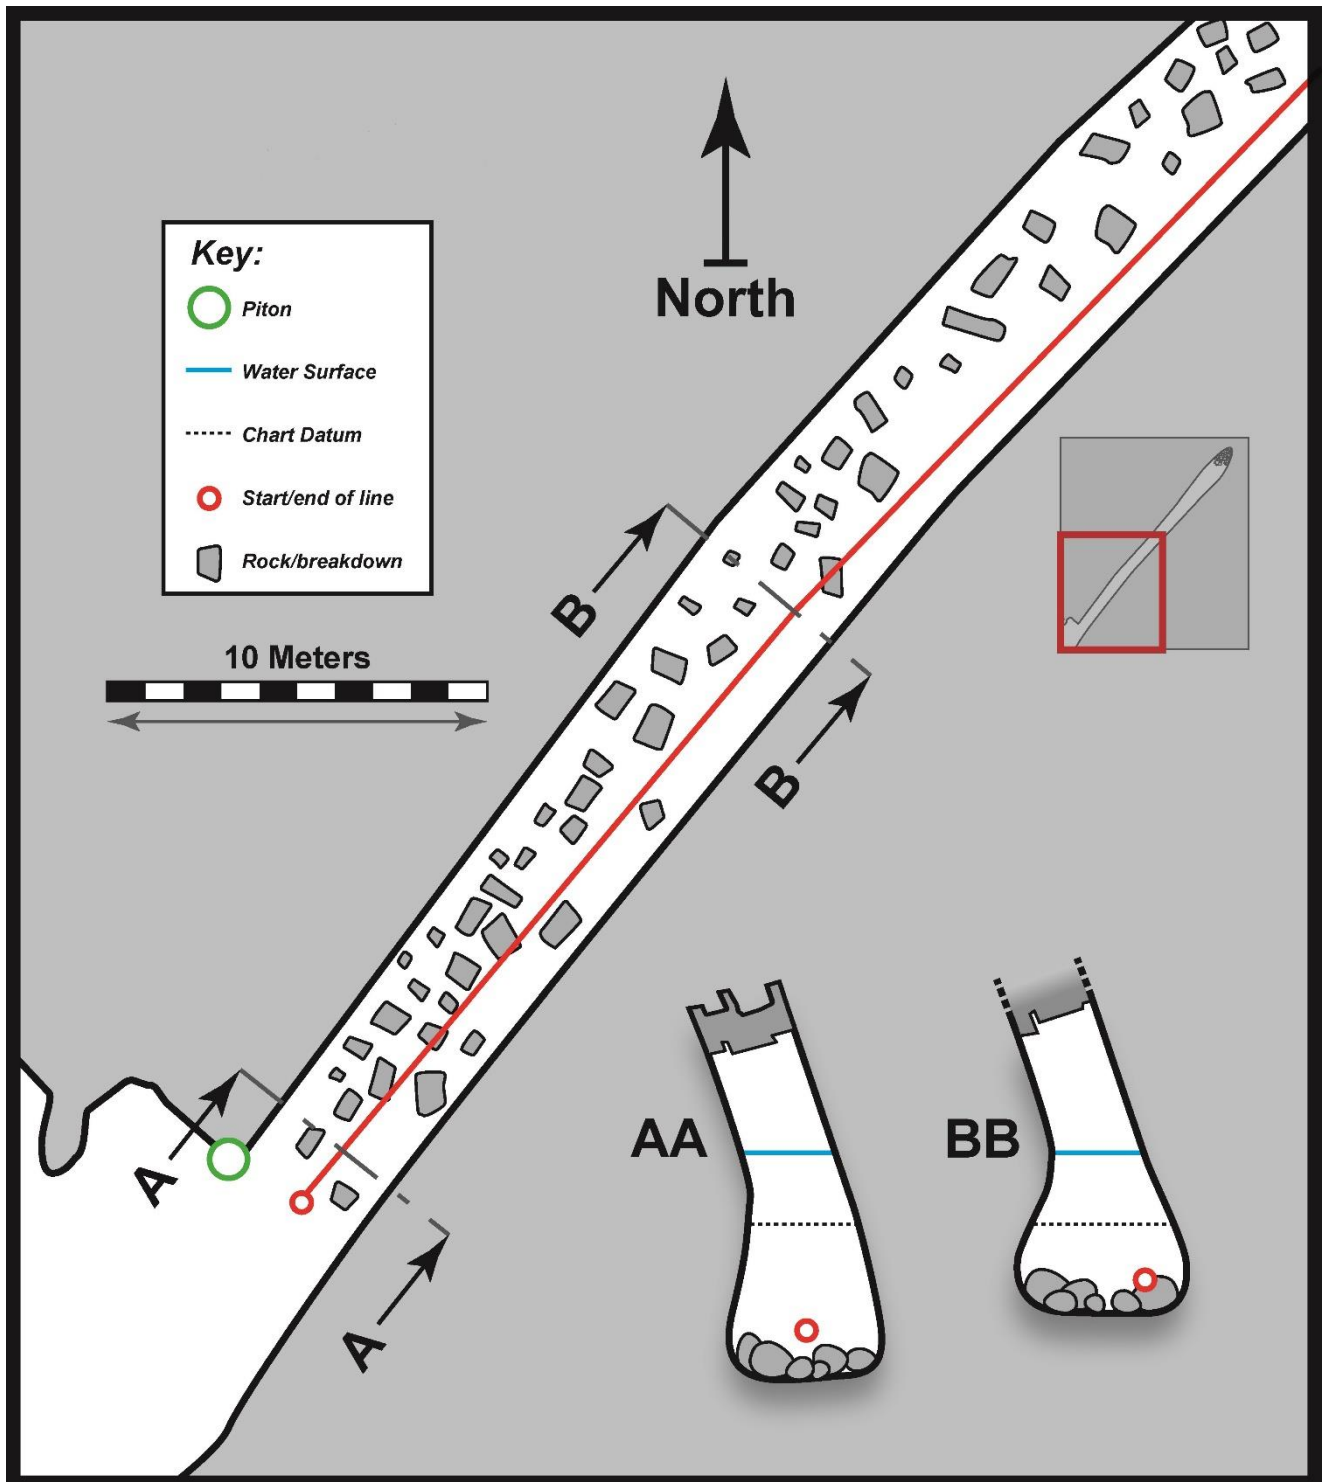 North
Key:
Piton
Water Surface
Chart Datum
Start/end of line
Rock/breakdown
10 Meters
B
B
A
A
AA
BB